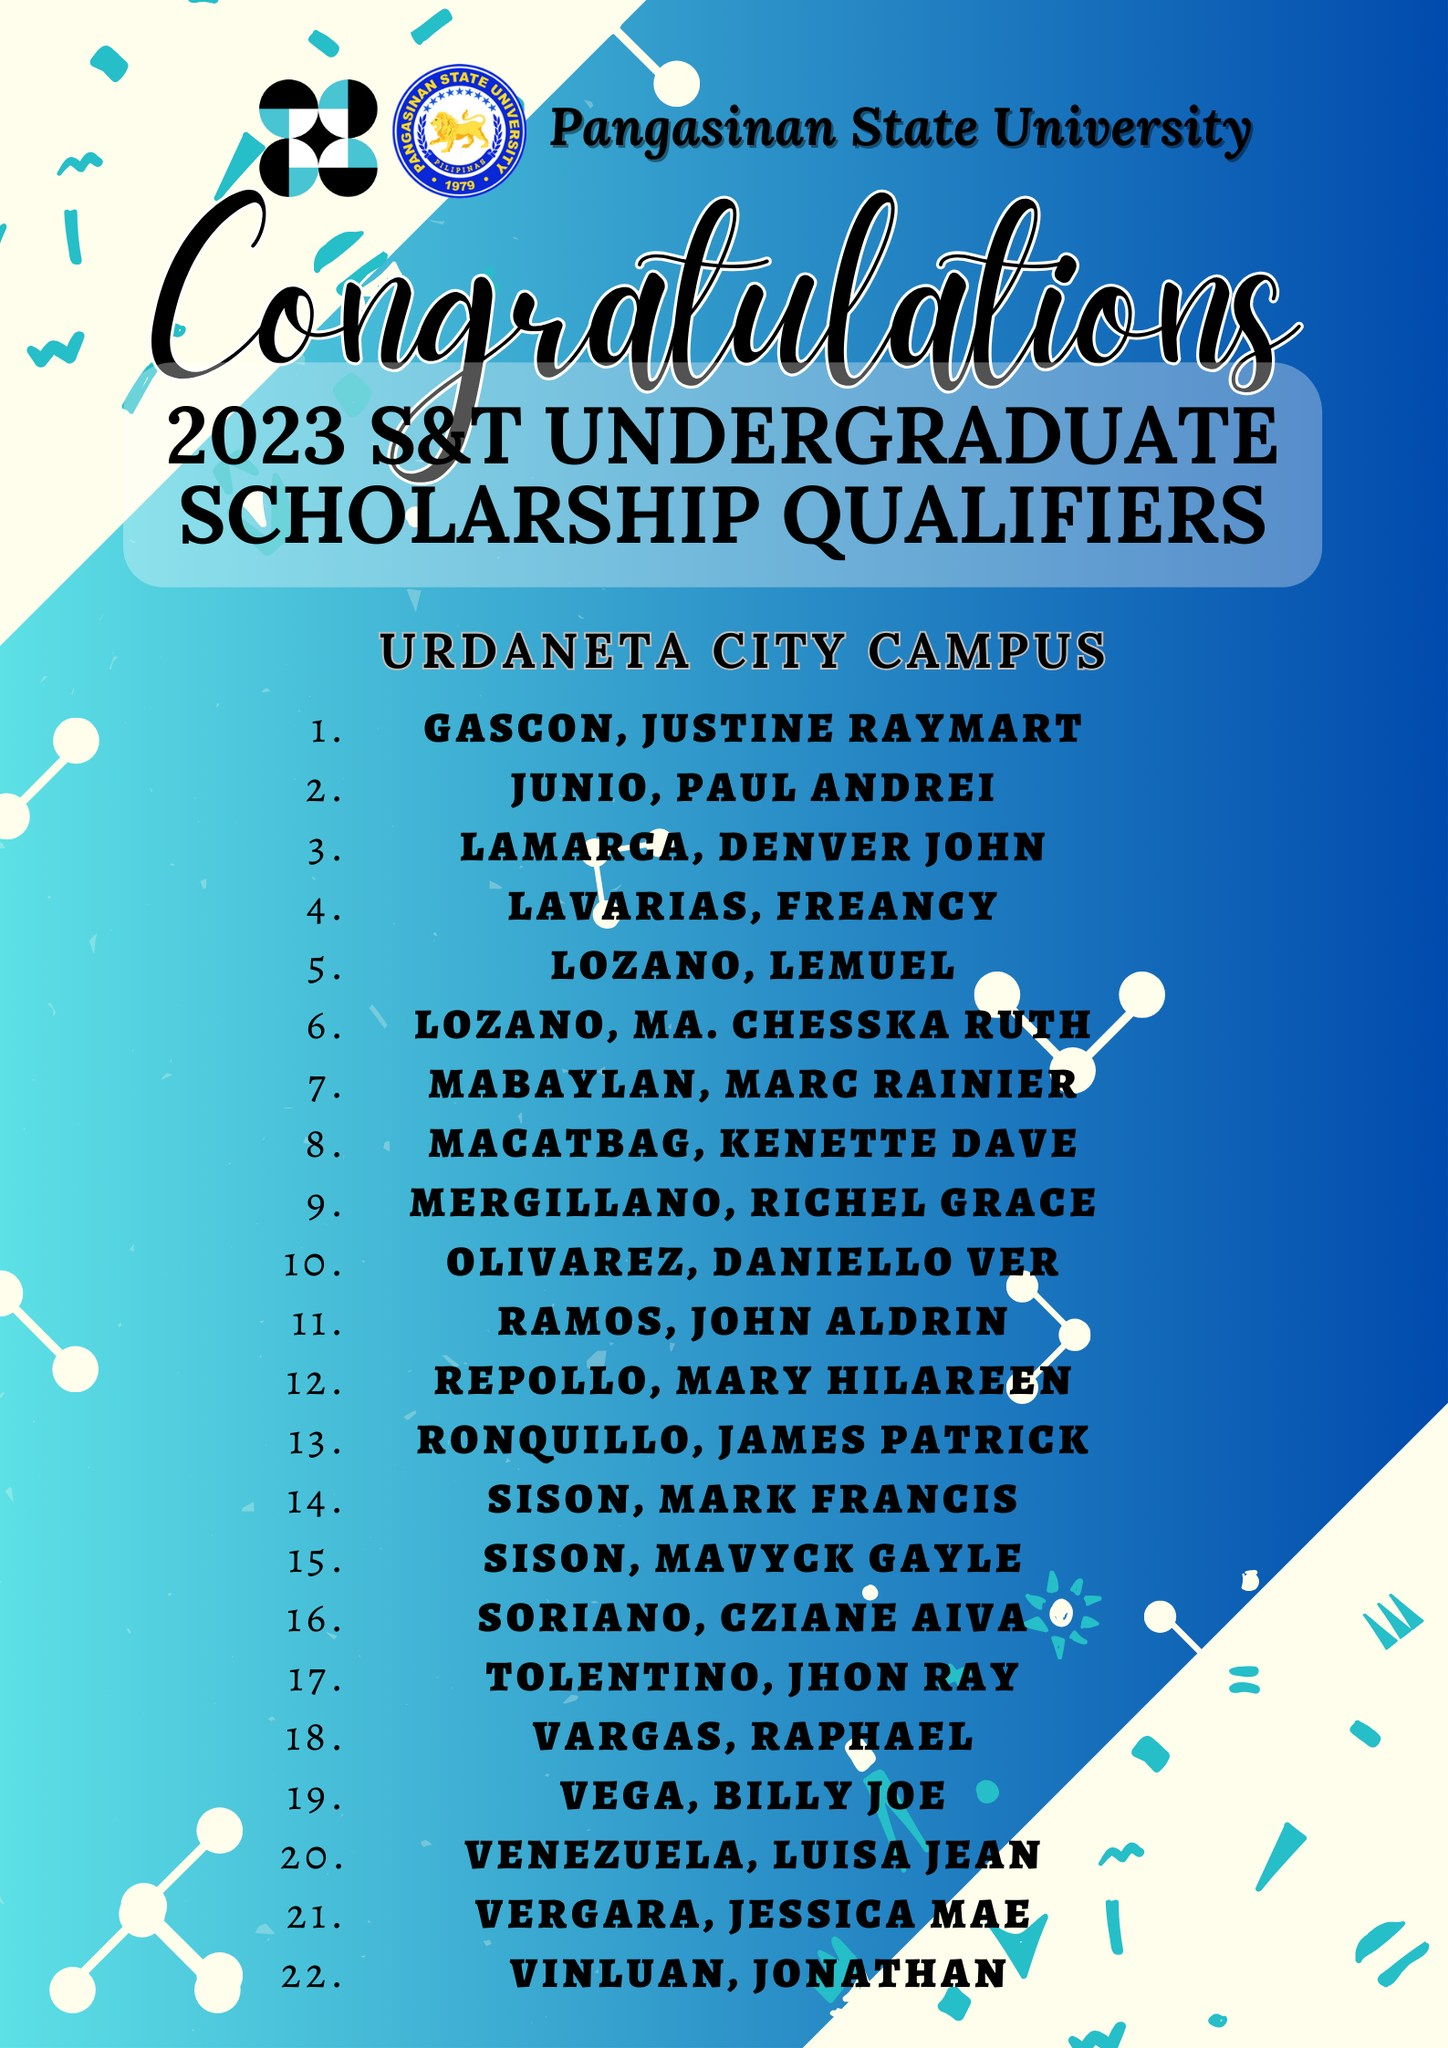 PANGASINAN STATE UNIVERSITY
PILIPINAS
1979
Pangasinan State University
Congratulations
2023 S&T UNDERGRADUATE
SCHOLARSHIP QUALIFIERS
URDANETA CITY CAMPUS
1. GASCON, JUSTINE RAYMART
2. JUNIO, PAUL ANDREI
3. LAMARCA, DENVER JOHN
4. LAVARIAS, FREANCY
5. LOZANO, LEMUEL
6. LOZANO, MA. CHESSKA RUTH
7. MABAYLAN, MARC RAINIER
8. MACATBAG, KENETTE DAVE
9. MERGILLANO, RICHEL GRACE
10. OLIVAREZ, DANIELLO VER
11. RAMOS, JOHN ALDRIN
12. REPOLLO, MARY HILAREEN
13. RONQUILLO, JAMES PATRICK
14. SISON, MARK FRANCIS
15. SISON, MAVYCK GAYLE
16. SORIANO, CZIANE AIVA
17. TOLENTINO, JHON RAY
18. VARGAS, RAPHAEL
19. VEGA, BILLY JOE
20. VENEZUELA, LUISA JEAN
21. VERGARA, JESSICA MAE
22. VINLUAN, JONATHAN